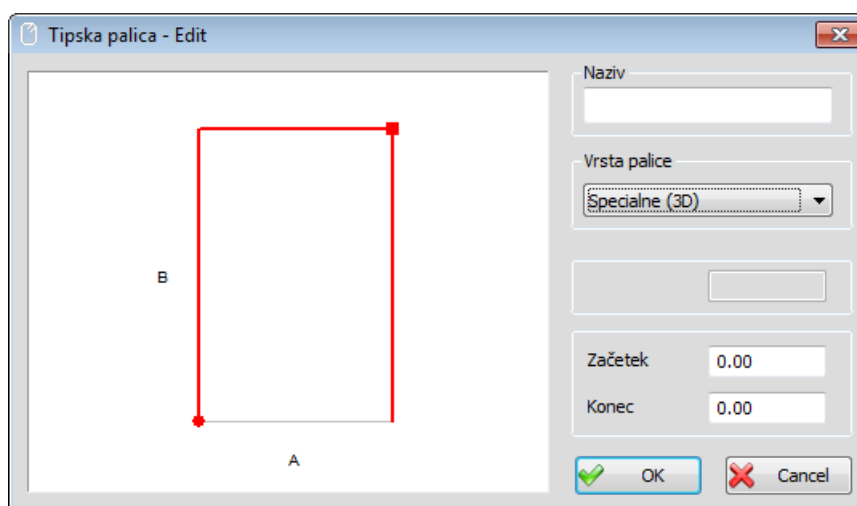 Tipska palica - Edit
Naziv
Vrsta palice
Specialne (3D)
B
A
Začetek 0.00
Konec 0.00
OK Cancel